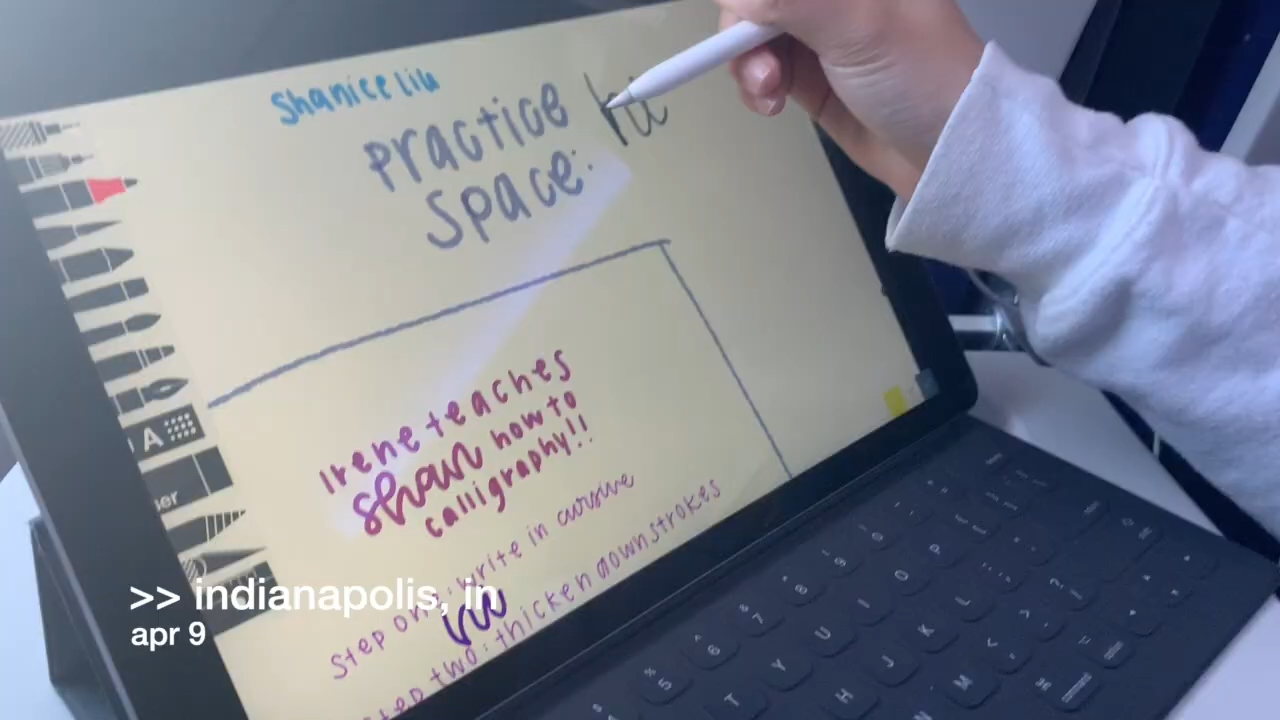 shanice liu
practice
space:
Irene teaches
shan how to
calligraphy!!
Step one: write in cursive
step two: thicken downstrokes
>> indianapolis, in
apr 9